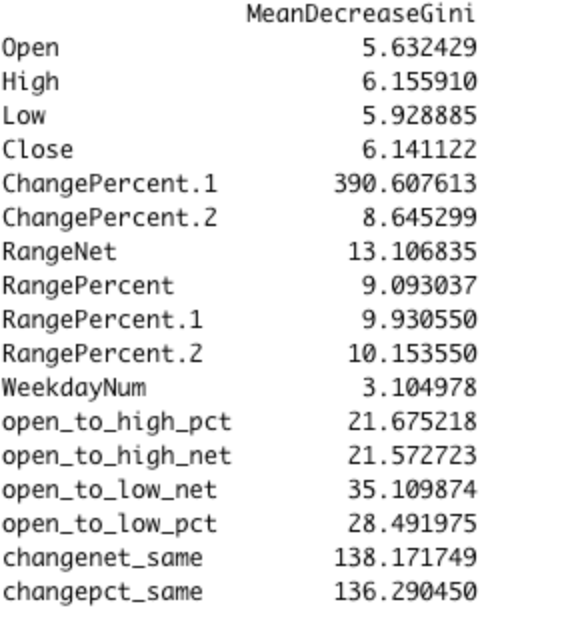 MeanDecreaseGini
Open 5.632429
High 6.155910
Low 5.928885
Close 6.141122
ChangePercent.1 390.607613
ChangePercent.2 8.645299
RangeNet 13.106835
RangePercent 9.093037
RangePercent.1 9.930550
RangePercent.2 10.153550
WeekdayNum 3.104978
open_to_high_pct 21.675218
open_to_high_net 21.572723
open_to_low_net 35.109874
open_to_low_pct 28.491975
changenet_same 138.171749
changepct_same 136.290450